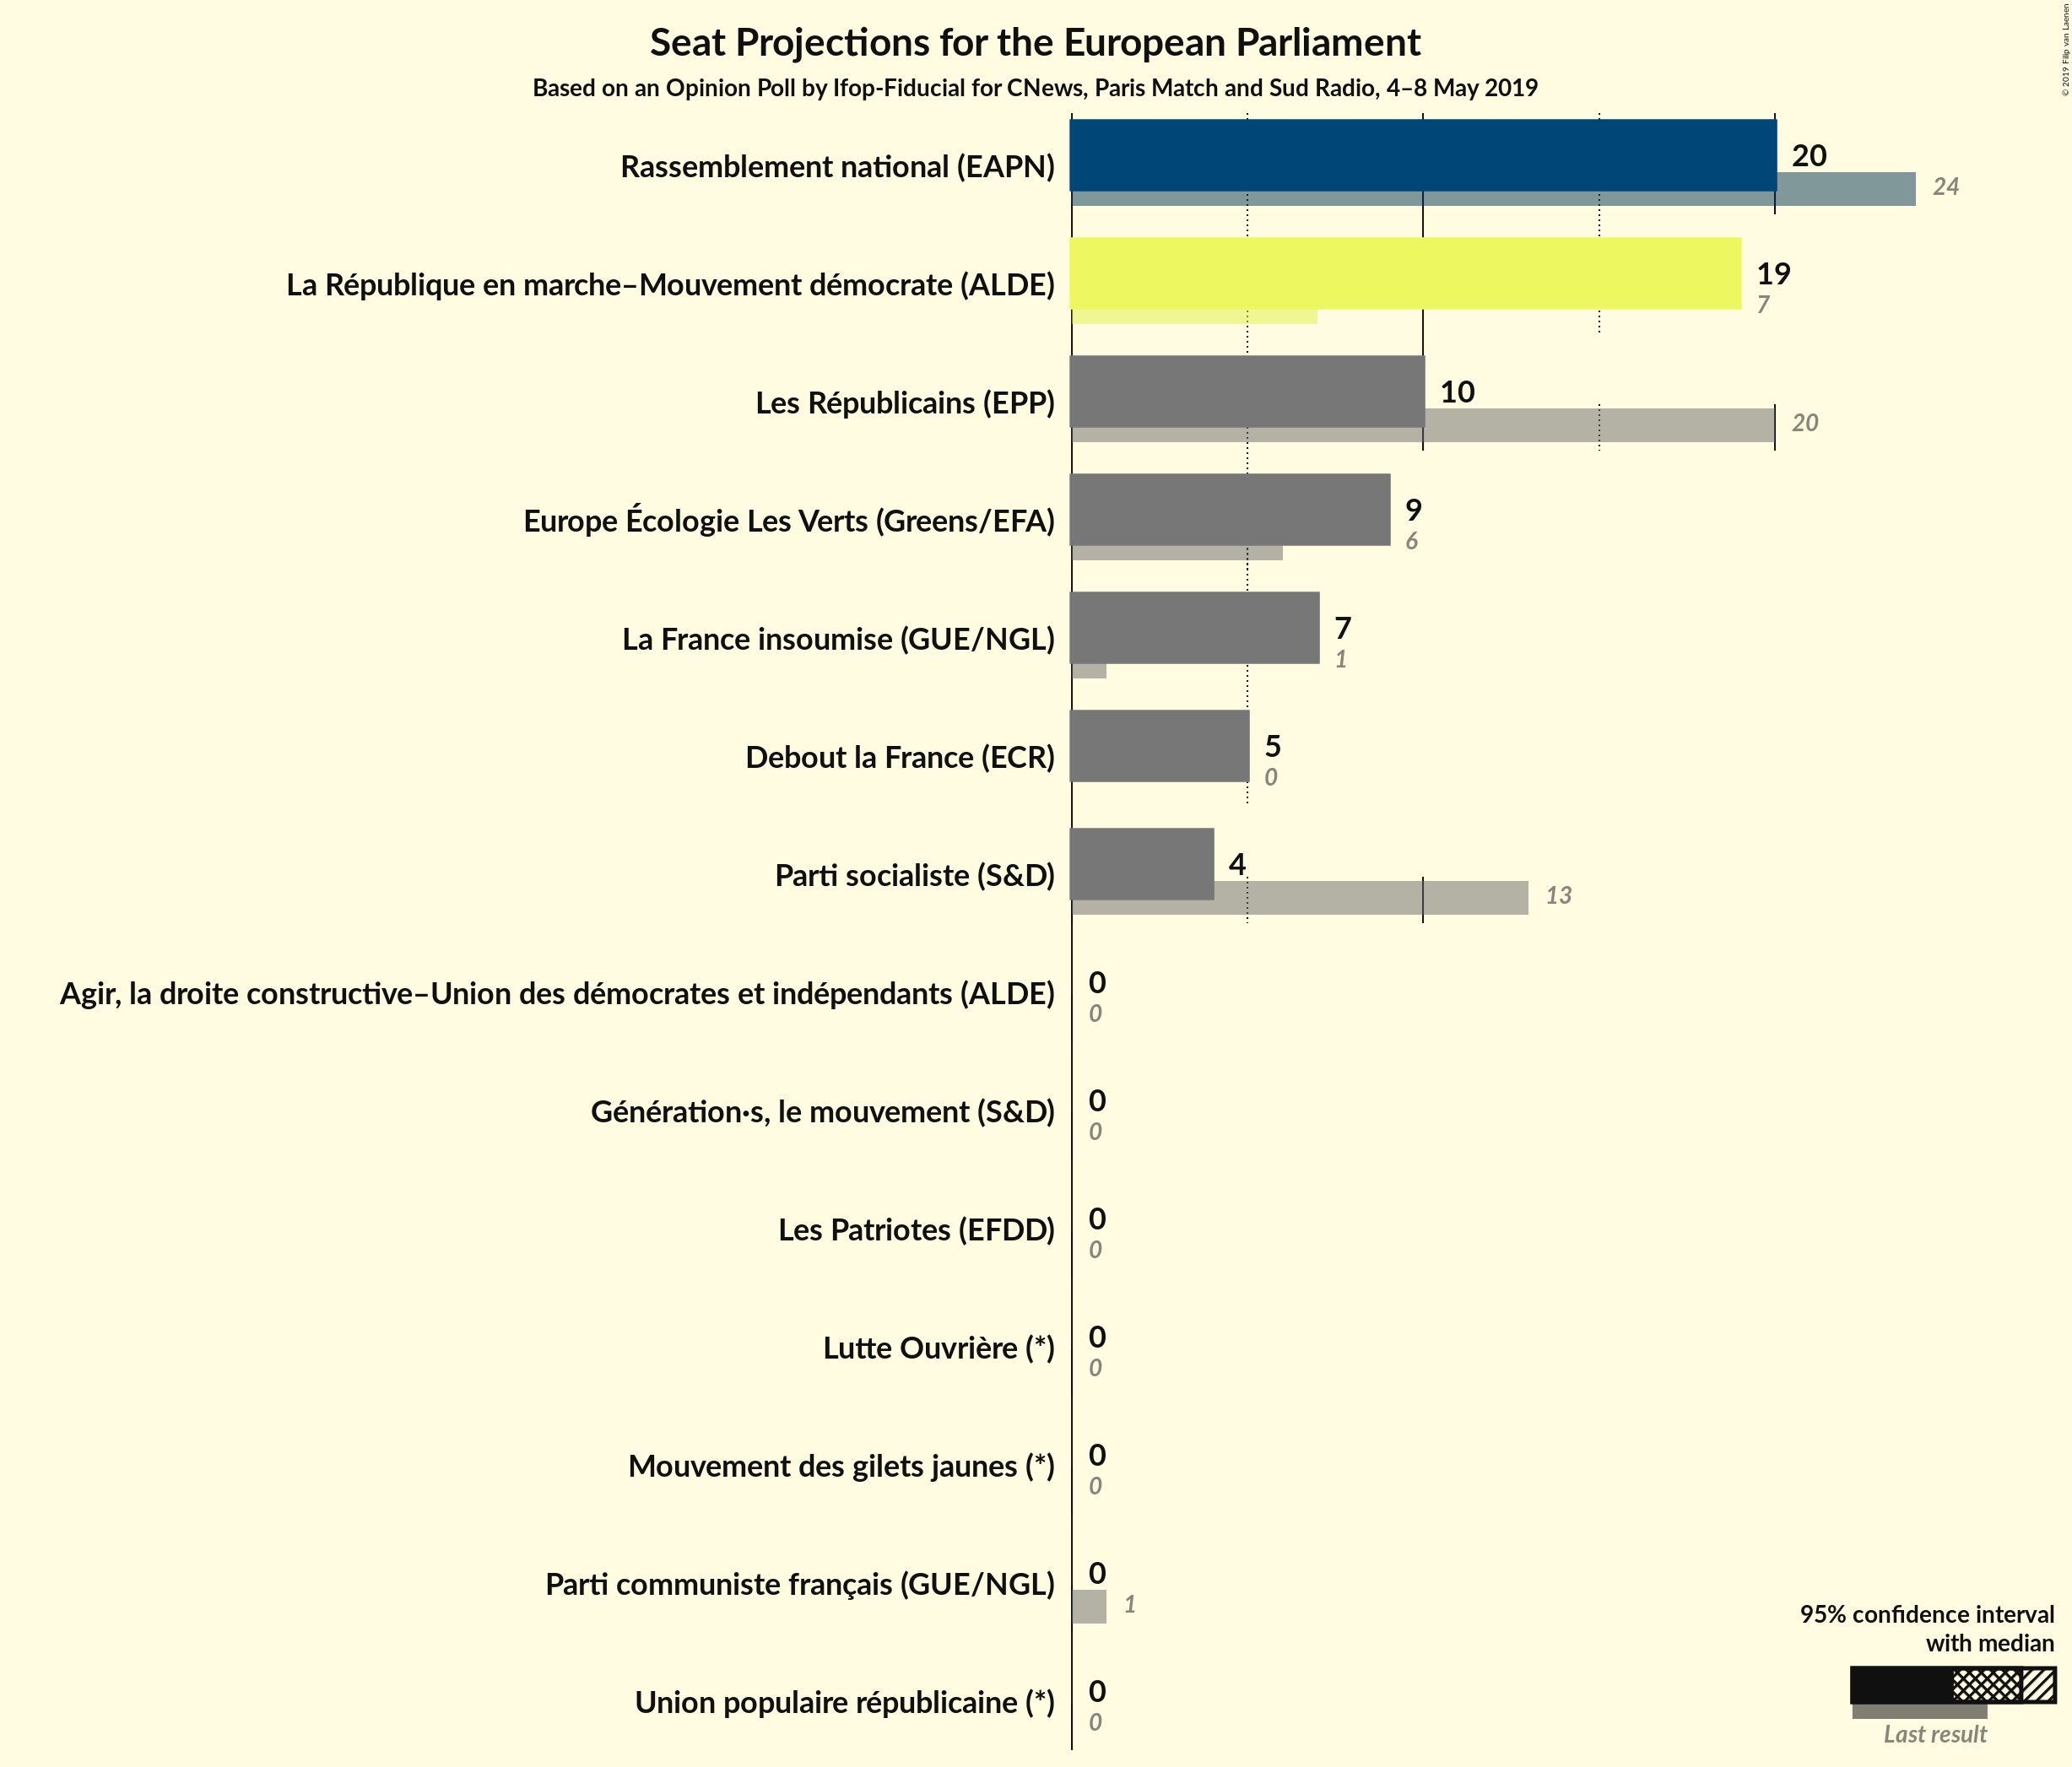 Seat Projections for the European Parliament
Based on an Opinion Poll by Ifop-Fiducial for CNews, Paris Match and Sud Radio, 4–8 May 2019
© 2019 Filip van Laenen
Rassemblement national (EAPN)
20
24
La République en marche–Mouvement démocrate (ALDE)
19
7
Les Républicains (EPP)
10
20
Europe Écologie Les Verts (Greens/EFA)
9
6
La France insoumise (GUE/NGL)
7
1
Debout la France (ECR)
5
0
Parti socialiste (S&D)
4
13
Agir, la droite constructive–Union des démocrates et indépendants (ALDE)
0
0
Génération·s, le mouvement (S&D)
0
0
Les Patriotes (EFDD)
0
0
Lutte Ouvrière (*)
0
0
Mouvement des gilets jaunes (*)
0
0
Parti communiste français (GUE/NGL)
0
1
Union populaire républicaine (*)
0
0
95% confidence interval
with median
Last result